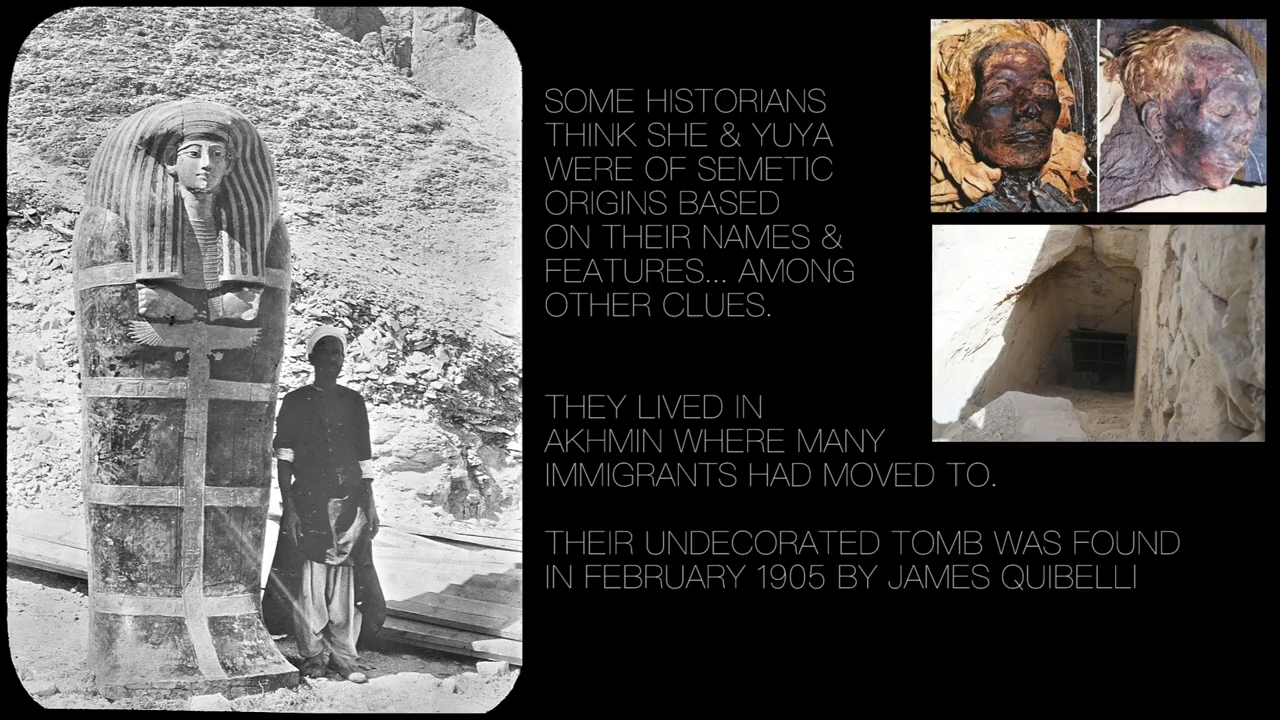 SOME HISTORIANS
THINK SHE & YUYA
WERE OF SEMETIC
ORIGINS BASED
ON THEIR NAMES &
FEATURES... AMONG
OTHER CLUES.
THEY LIVED IN
AKHMIN WHERE MANY
IMMIGRANTS HAD MOVED TO.
THEIR UNDECORATED TOMB WAS FOUND
IN FEBRUARY 1905 BY JAMES QUIBELLI